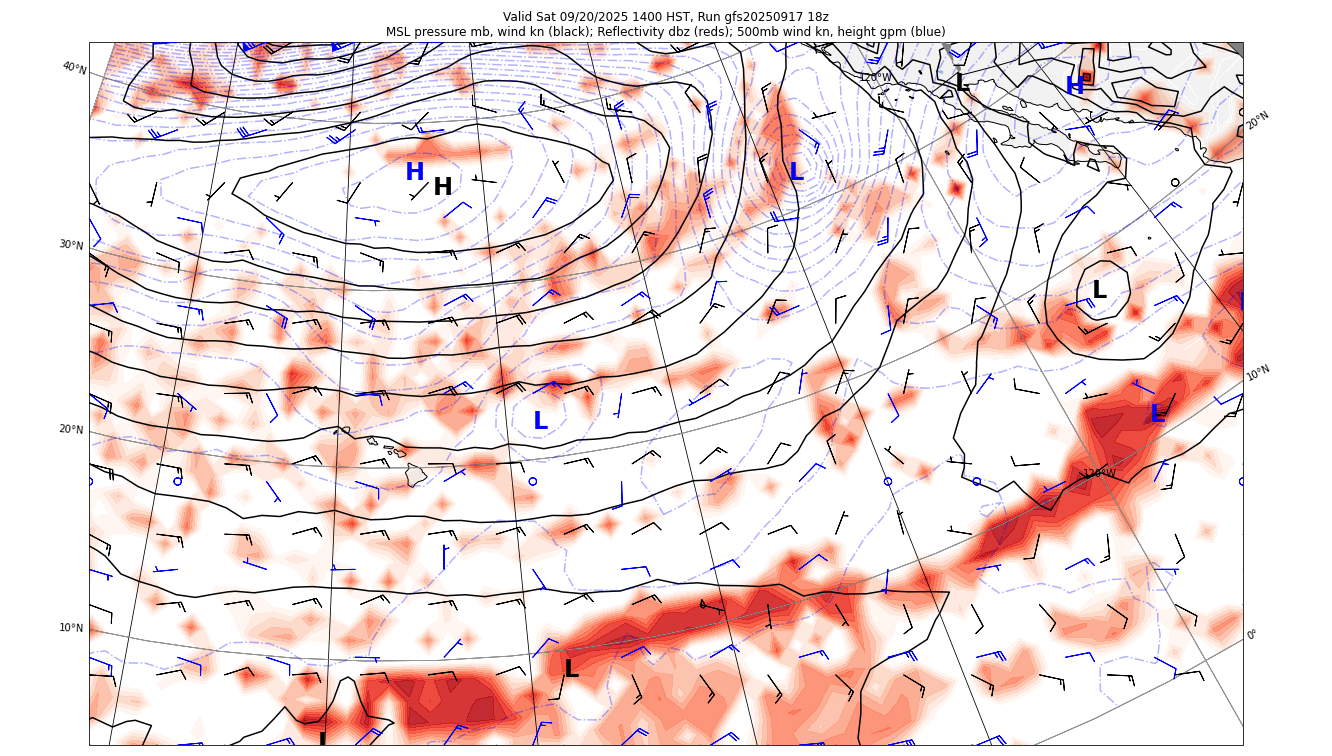 Valid Sat 09/20/2025 1400 HST, Run gfs20250917 18z
MSL pressure mb, wind kn (black); Reflectivity dbz (reds); 500mb wind kn, height gpm (blue)
40°N
120°W
L
H
20°N
H
H
L
30°N
L
10°N
L
L
20°N
120°W
10°N
0°
L
L